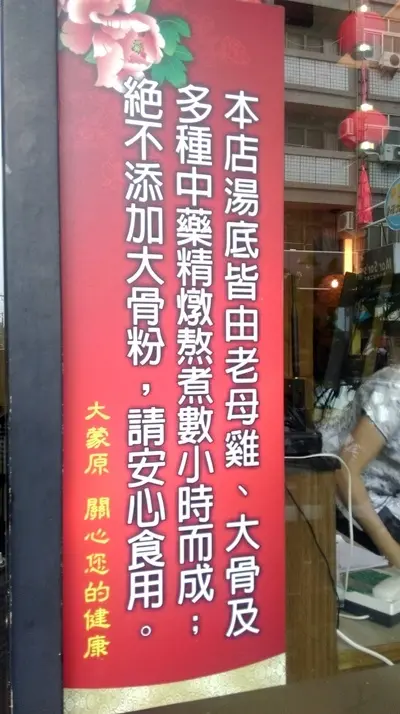 本店湯底皆由老母雞、大骨及
多種中藥精燉熬煮數小時而成；
絕不添加大骨粉，請安心食用。
大蒙原 關心您的健康